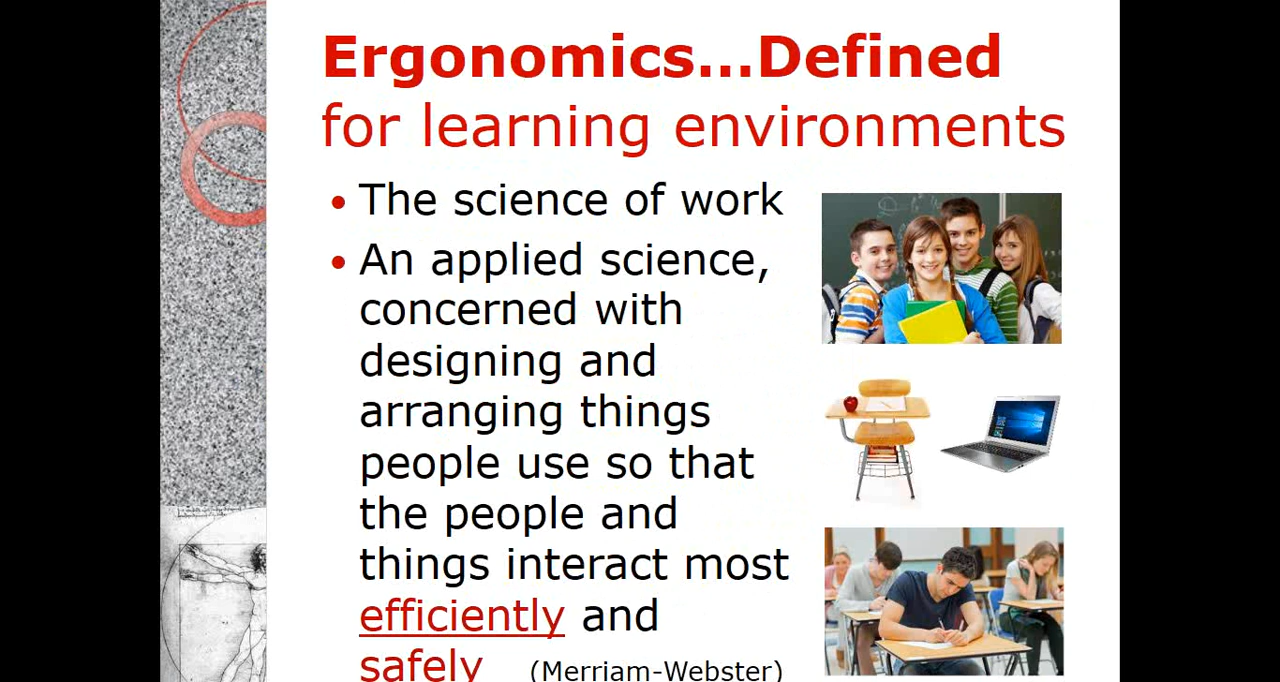 Ergonomics...Defined
for learning environments
• The science of work
• An applied science,
concerned with
designing and
arranging things
people use so that
the people and
things interact most
efficiently and
safely (Merriam-Webster)